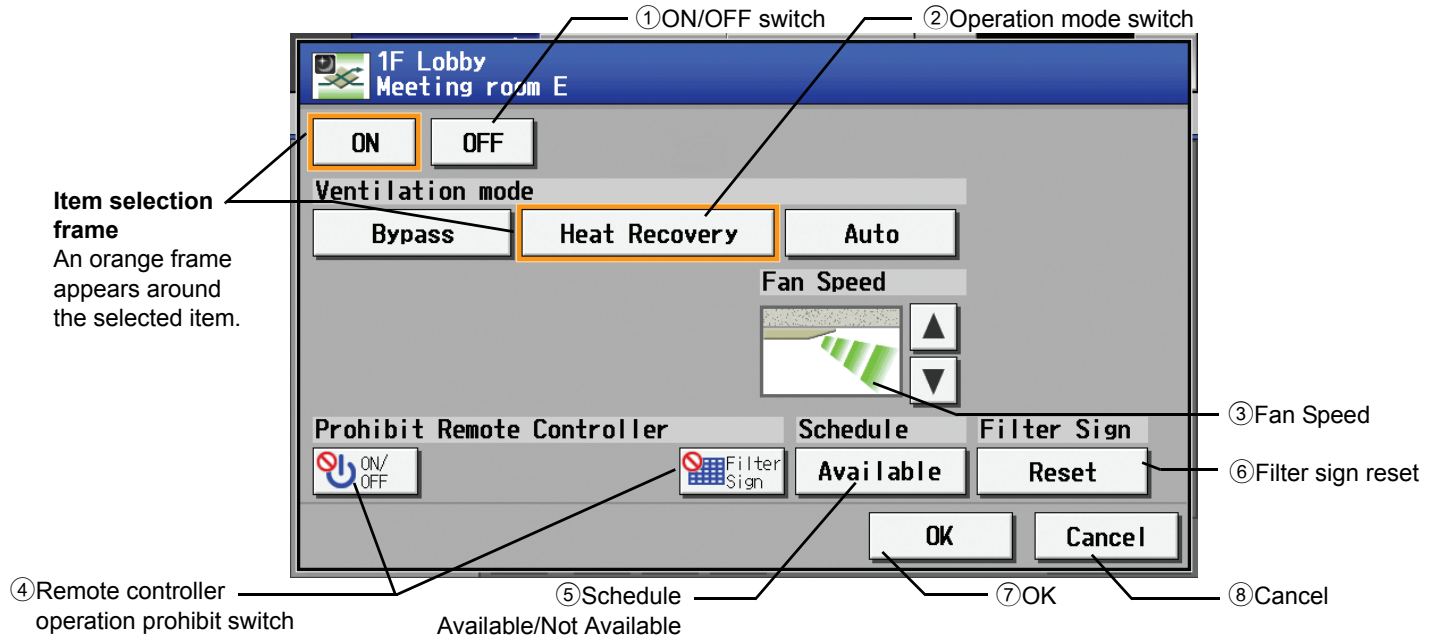 ①ON/OFF switch
②Operation mode switch
1F Lobby
Meeting room E
ON
OFF
Item selection
frame
An orange frame
appears around
the selected item.
Ventilation mode
Bypass
Heat Recovery
Auto
Fan Speed
③Fan Speed
Prohibit Remote Controller
Schedule
Filter Sign
ON/
OFF
Filter
Sign
Available
Reset
⑥Filter sign reset
OK
Cancel
④Remote controller
operation prohibit switch
⑤Schedule
Available/Not Available
⑦OK
⑧Cancel